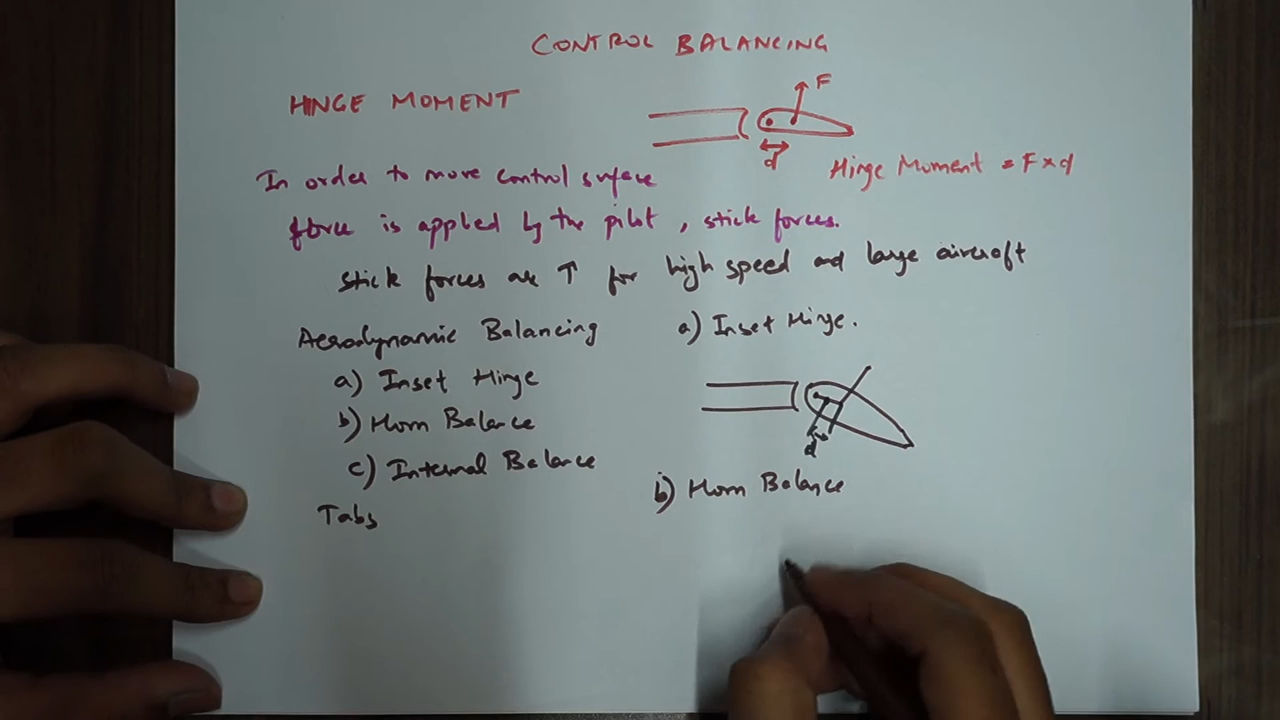 CONTROL BALANCING
HINGE MOMENT
F
d
Hinge Moment = F x d
In order to move control surface
force is applied by the pilot, stick forces.
Stick forces are ↑ for high speed and large aircraft
Aerodynamic Balancing
a) Inset Hinge
b) Horn Balance
c) Internal Balance
Tabs
a) Inset Hinge.
d
b) Horn Balance